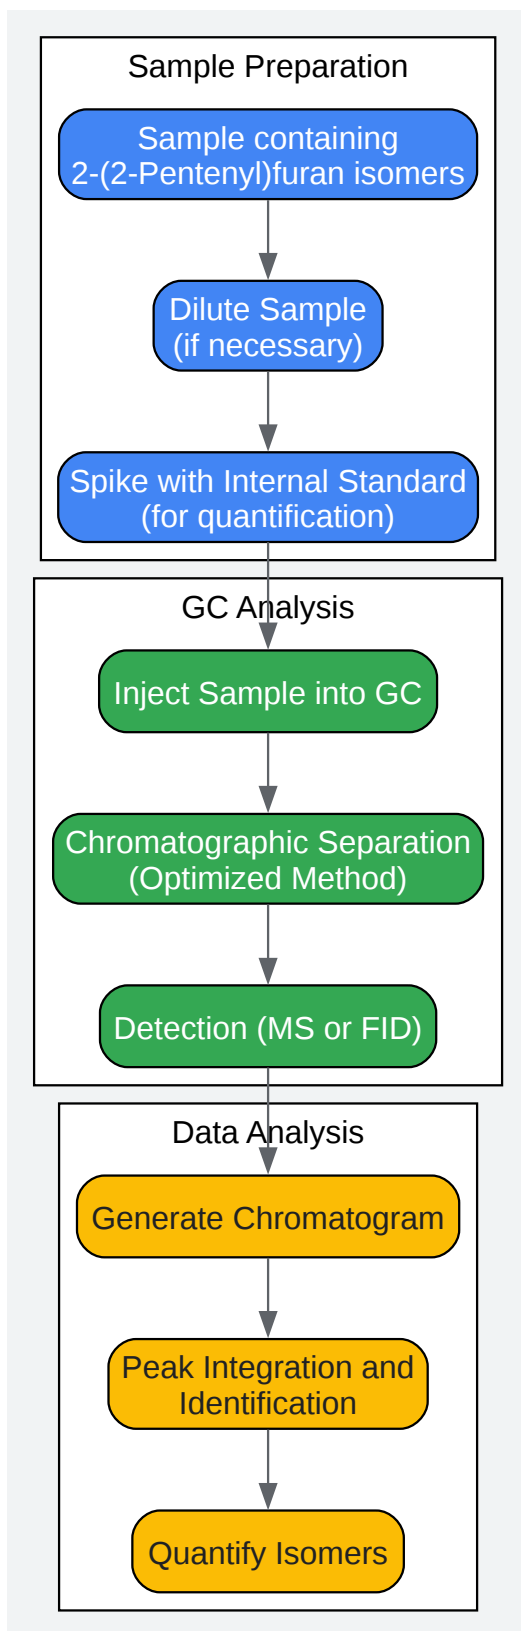 Sample Preparation
Sample containing
2-(2-Pentenyl)furan isomers
Dilute Sample
(if necessary)
Spike with Internal Standard
(for quantification)
GC Analysis
Inject Sample into GC
Chromatographic Separation
(Optimized Method)
Detection (MS or FID)
Data Analysis
Generate Chromatogram
Peak Integration and
Identification
Quantify Isomers